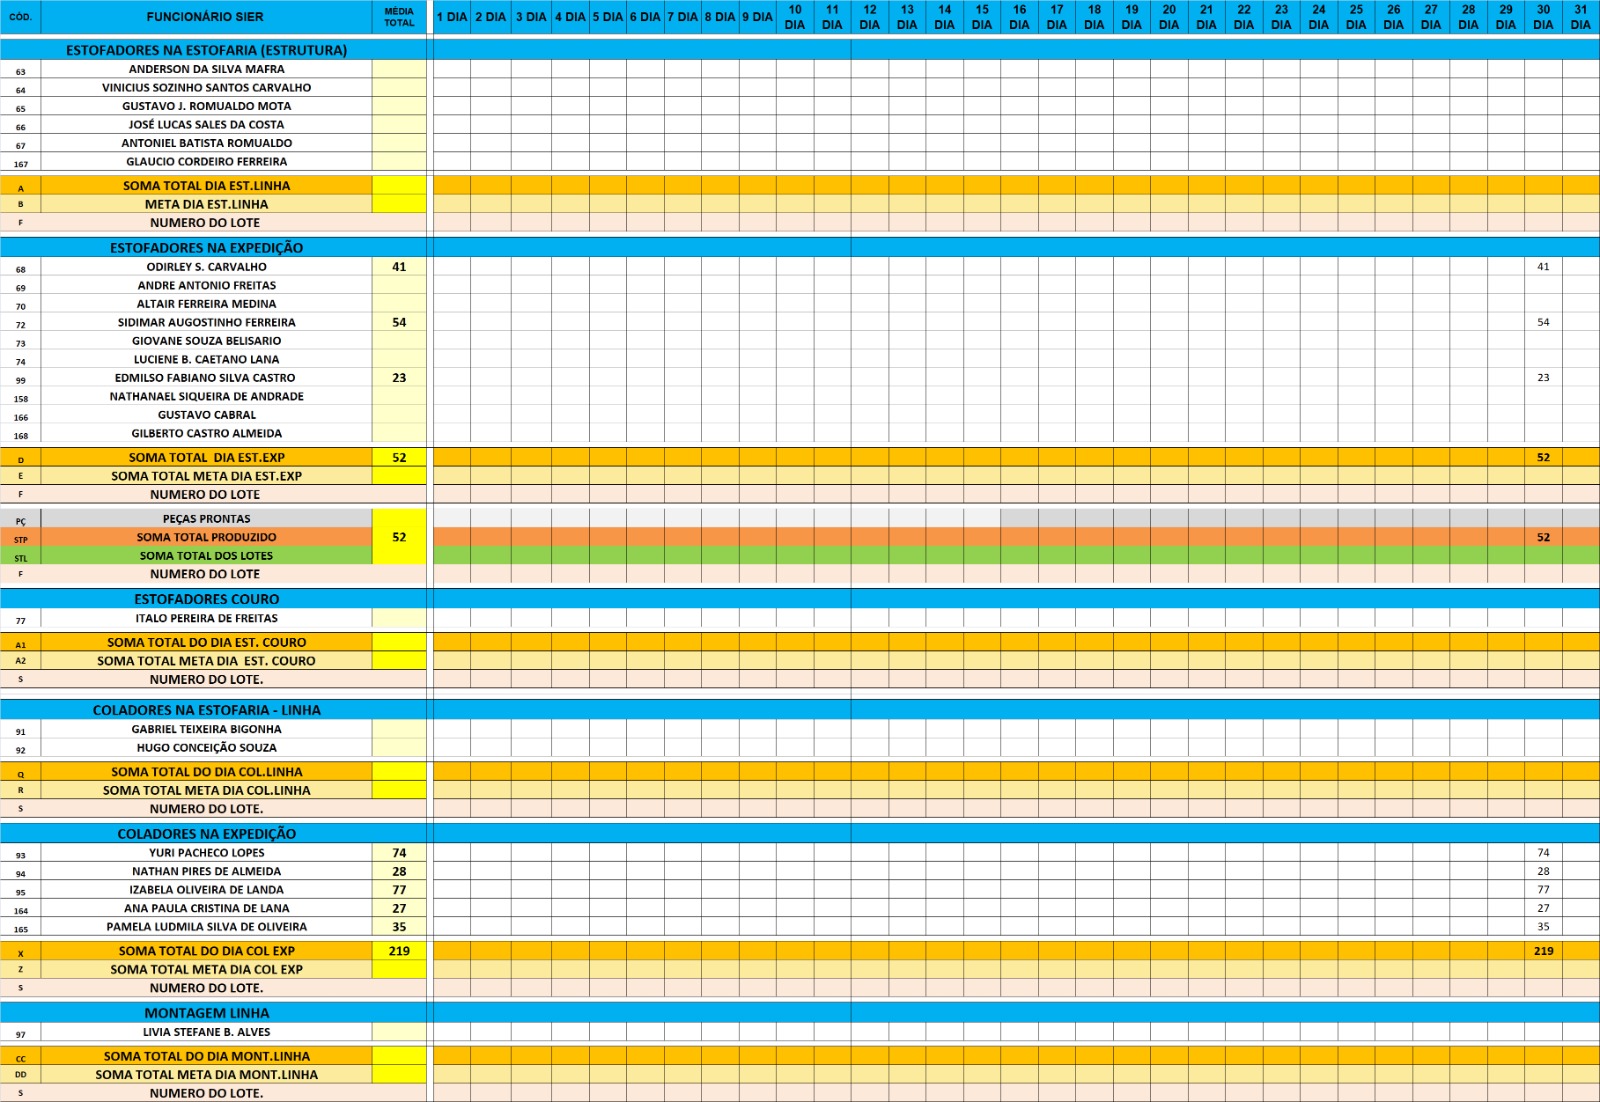 CÓD. FUNCIONÁRIO SIER MÉDIA TOTAL 1 DIA 2 DIA 3 DIA 4 DIA 5 DIA 6 DIA 7 DIA 8 DIA 9 DIA 10 DIA 11 DIA 12 DIA 13 DIA 14 DIA 15 DIA 16 DIA 17 DIA 18 DIA 19 DIA 20 DIA 21 DIA 22 DIA 23 DIA 24 DIA 25 DIA 26 DIA 27 DIA 28 DIA 29 DIA 30 DIA 31 DIA
ESTOFADORES NA ESTOFARIA (ESTRUTURA)
63 ANDERSON DA SILVA MAFRA
64 VINICIUS SOZINHO SANTOS CARVALHO
65 GUSTAVO J. ROMUALDO MOTA
66 JOSÉ LUCAS SALES DA COSTA
67 ANTONIEL BATISTA ROMUALDO
167 GLAUCIO CORDEIRO FERREIRA
A SOMA TOTAL DIA EST.LINHA
B META DIA EST.LINHA
F NUMERO DO LOTE
ESTOFADORES NA EXPEDIÇÃO
68 ODIRLEY S. CARVALHO 41 41
69 ANDRE ANTONIO FREITAS
70 ALTAIR FERREIRA MEDINA
72 SIDIMAR AUGOSTINHO FERREIRA 54 54
73 GIOVANE SOUZA BELISARIO
74 LUCIENE B. CAETANO LANA
99 EDMILSO FABIANO SILVA CASTRO 23 23
158 NATHANAEL SIQUEIRA DE ANDRADE
166 GUSTAVO CABRAL
168 GILBERTO CASTRO ALMEIDA
D SOMA TOTAL DIA EST.EXP 52 52
E SOMA TOTAL META DIA EST.EXP
F NUMERO DO LOTE
PÇ PEÇAS PRONTAS
STP SOMA TOTAL PRODUZIDO 52 52
STL SOMA TOTAL DOS LOTES
F NUMERO DO LOTE
ESTOFADORES COURO
77 ITALO PEREIRA DE FREITAS
A1 SOMA TOTAL DO DIA EST. COURO
A2 SOMA TOTAL META DIA EST. COURO
S NUMERO DO LOTE.
COLADORES NA ESTOFARIA - LINHA
91 GABRIEL TEIXEIRA BIGONHA
92 HUGO CONCEIÇÃO SOUZA
Q SOMA TOTAL DO DIA COL.LINHA
R SOMA TOTAL META DIA COL.LINHA
S NUMERO DO LOTE.
COLADORES NA EXPEDIÇÃO
93 YURI PACHECO LOPES 74 74
94 NATHAN PIRES DE ALMEIDA 28 28
95 IZABELA OLIVEIRA DE LANDA 77 77
164 ANA PAULA CRISTINA DE LANA 27 27
165 PAMELA LUDMILA SILVA DE OLIVEIRA 35 35
X SOMA TOTAL DO DIA COL EXP 219 219
Z SOMA TOTAL META DIA COL EXP
S NUMERO DO LOTE.
MONTAGEM LINHA
97 LIVIA STEFANE B. ALVES
CC SOMA TOTAL DO DIA MONT.LINHA
DD SOMA TOTAL META DIA MONT.LINHA
S NUMERO DO LOTE.